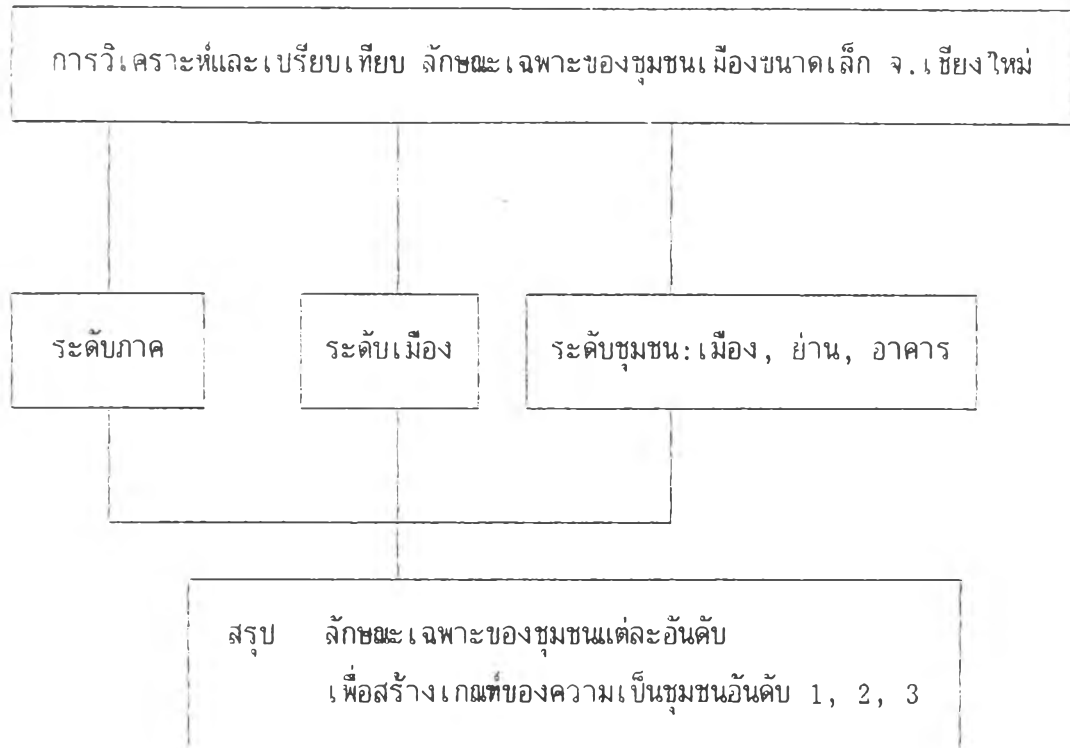 การวิเคราะห์และเปรียบเทียบ ลักษณะเฉพาะของชุมชนเมืองขนาดเล็ก จ.เชียงใหม่
ระดับภาค
ระดับเมือง
ระดับชุมชน:เมือง, ย่าน, อาคาร
สรุป ลักษณะเฉพาะของชุมชนแต่ละอันดับ
เพื่อสร้างเกณฑ์ของความเป็นชุมชนอันดับ 1, 2, 3